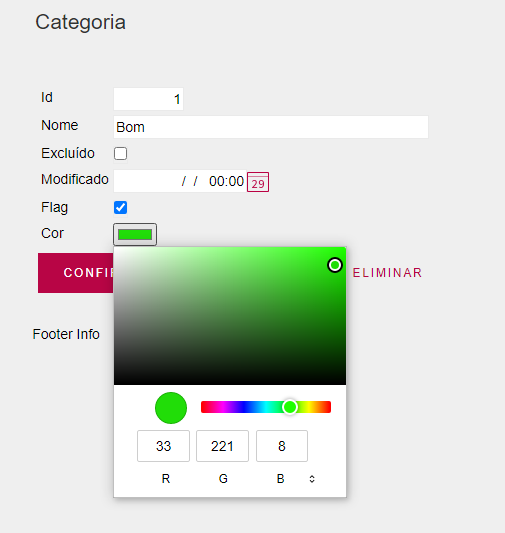 Categoria
Id 1
Nome Bom
Excluído
Modificado / / 00:00 29
Flag
Cor
CONFI ELIMINAR
Footer Info
33 221 8
R G B